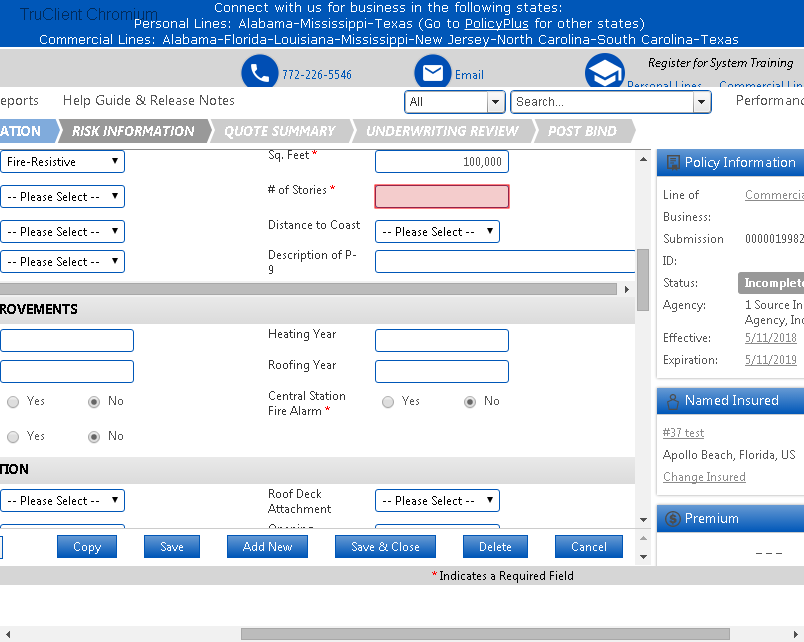 TruClient Chromium
Connect with us for business in the following states:
Personal Lines: Alabama-Mississippi-Texas (Go to PolicyPlus for other states)
Commercial Lines: Alabama-Florida-Louisiana-Mississippi-New Jersey-North Carolina-South Carolina-Texas
772-226-5546
Email
Register for System Training
Personal Lines
Commercial Lin
eports
Help Guide & Release Notes
All
Search...
Performanc
ATION
RISK INFORMATION
QUOTE SUMMARY
UNDERWRITING REVIEW
POST BIND
Fire-Resistive
Sq. Feet *
100,000
-- Please Select --
# of Stories *
-- Please Select --
Distance to Coast
-- Please Select --
-- Please Select --
Description of P-
9
ROVEMENTS
Heating Year
Roofing Year
Yes
No
Central Station
Fire Alarm *
Yes
No
Yes
No
TION
-- Please Select --
Roof Deck
Attachment
-- Please Select --
Opening
Copy
Save
Add New
Save & Close
Delete
Cancel
* Indicates a Required Field
Policy Information
Line of
Business:
Commercia
Submission
ID:
0000019982
Status:
Incomplete
Agency:
1 Source In
Agency, Inc
Effective:
5/11/2018
Expiration:
5/11/2019
Named Insured
#37 test
Apollo Beach, Florida, US
Change Insured
Premium
_ _ _